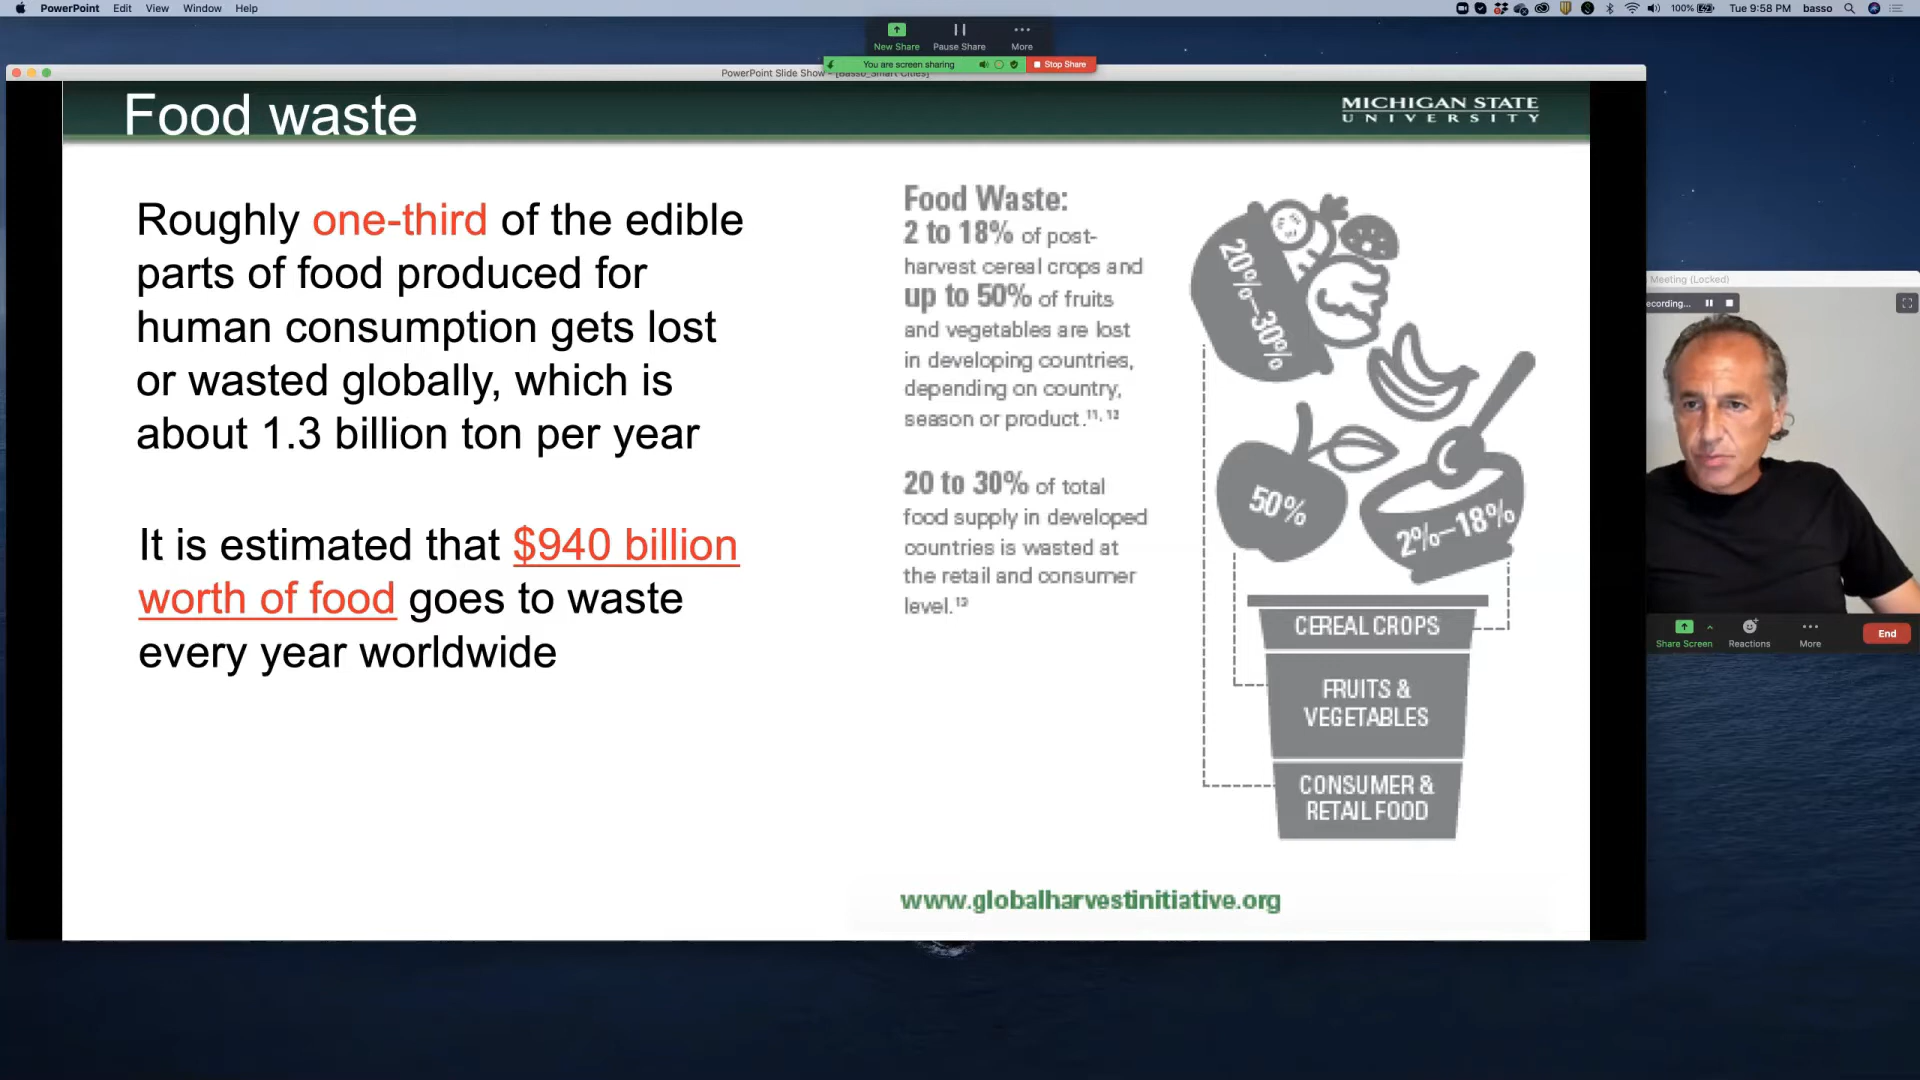 PowerPoint Edit View Window Help
100% Tue 9:58 PM basso
New Share Pause Share More
You are screen sharing Stop Share
PowerPoint Slide Show - [Basso_Smart Cities]
Food waste
MICHIGAN STATE
UNIVERSITY
Roughly one-third of the edible
parts of food produced for
human consumption gets lost
or wasted globally, which is
about 1.3 billion ton per year
It is estimated that $940 billion
worth of food goes to waste
every year worldwide
Food Waste:
2 to 18% of post-
harvest cereal crops and
up to 50% of fruits
and vegetables are lost
in developing countries,
depending on country,
season or product.¹¹, ¹²
20 to 30% of total
food supply in developed
countries is wasted at
the retail and consumer
level.¹³
20%–30%
50%
2%–18%
CEREAL CROPS
FRUITS &
VEGETABLES
CONSUMER &
RETAIL FOOD
www.globalharvestinitiative.org
Meeting (Locked)
ecording...
Share Screen Reactions More End